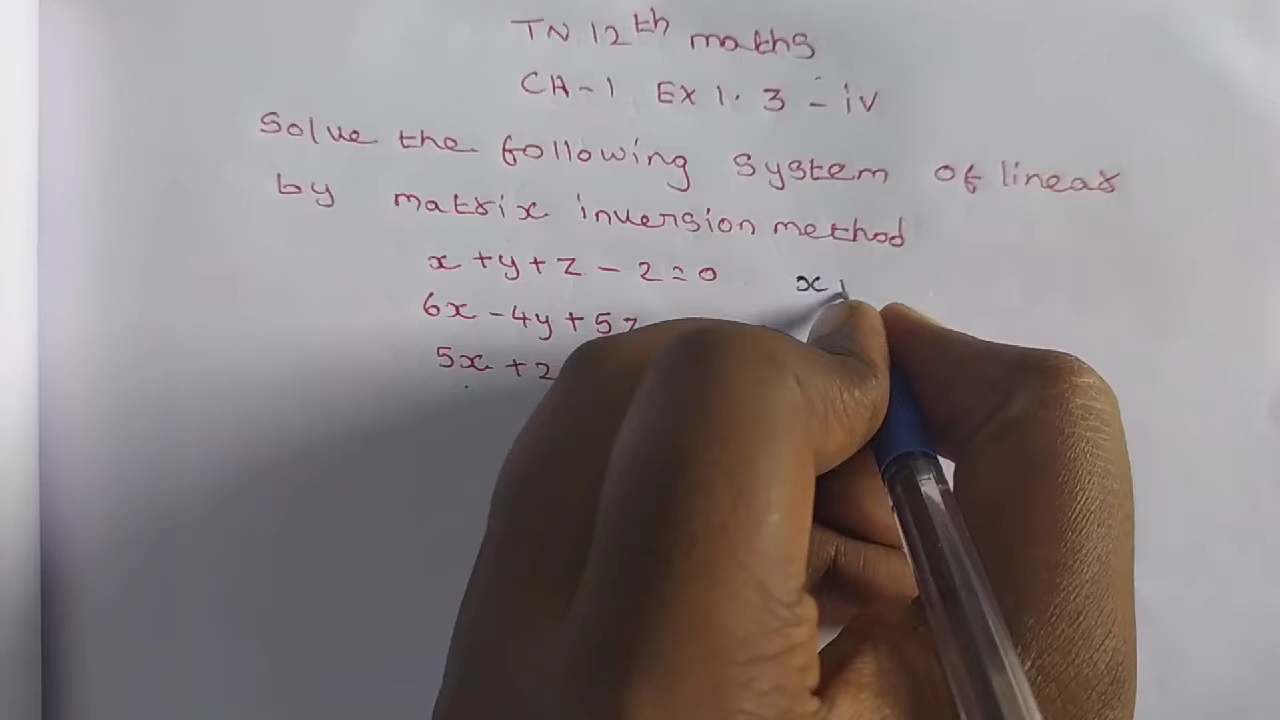 TN 12th maths
CH-1 EX 1.3 - iv
Solve the following system of linear
by matrix inversion method
x + y + z - 2 = 0
x
6x - 4y + 5z
5x + 2